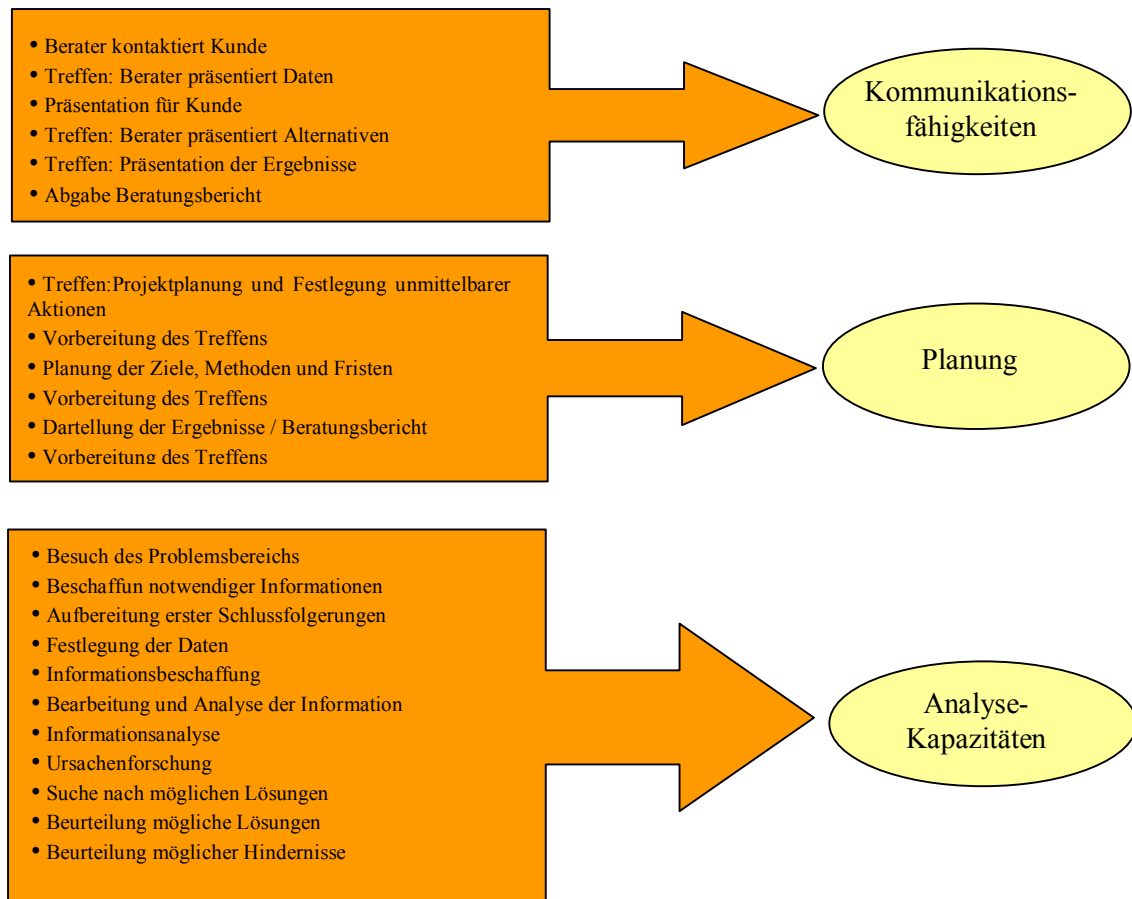 • Berater kontaktiert Kunde
• Treffen: Berater präsentiert Daten
• Präsentation für Kunde
• Treffen: Berater präsentiert Alternativen
• Treffen: Präsentation der Ergebnisse
• Abgabe Beratungsbericht
Kommunikations-
fähigkeiten
• Treffen:Projektplanung und Festlegung unmittelbarer
Aktionen
• Vorbereitung des Treffens
• Planung der Ziele, Methoden und Fristen
• Vorbereitung des Treffens
• Dartellung der Ergebnisse / Beratungsbericht
• Vorbereitung des Treffens
Planung
• Besuch des Problemsbereichs
• Beschaffun notwendiger Informationen
• Aufbereitung erster Schlussfolgerungen
• Festlegung der Daten
• Informationsbeschaffung
• Bearbeitung und Analyse der Information
• Informationsanalyse
• Ursachenforschung
• Suche nach möglichen Lösungen
• Beurteilung mögliche Lösungen
• Beurteilung möglicher Hindernisse
Analyse-
Kapazitäten